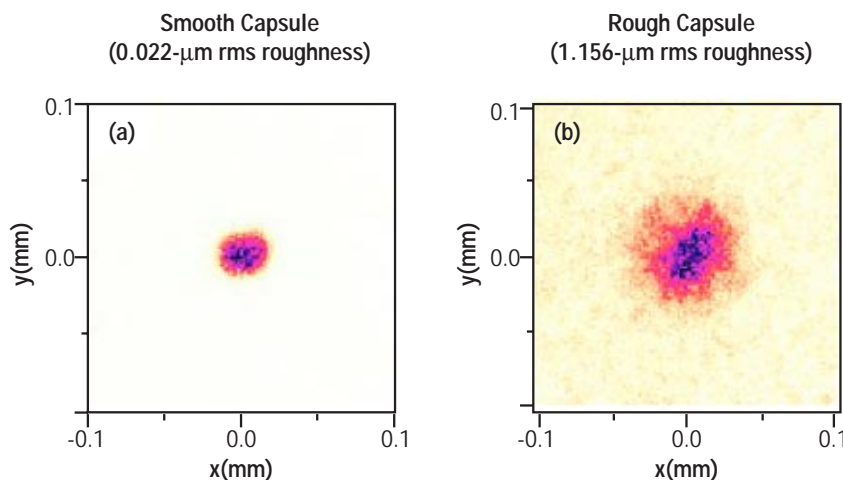 Smooth Capsule
(0.022-μm rms roughness)
Rough Capsule
(1.156-μm rms roughness)
0.1
(a)
y(mm)
0.0
-0.1
0.0
0.1
x(mm)
0.1
(b)
y(mm)
0.0
-0.1
0.0
0.1
x(mm)